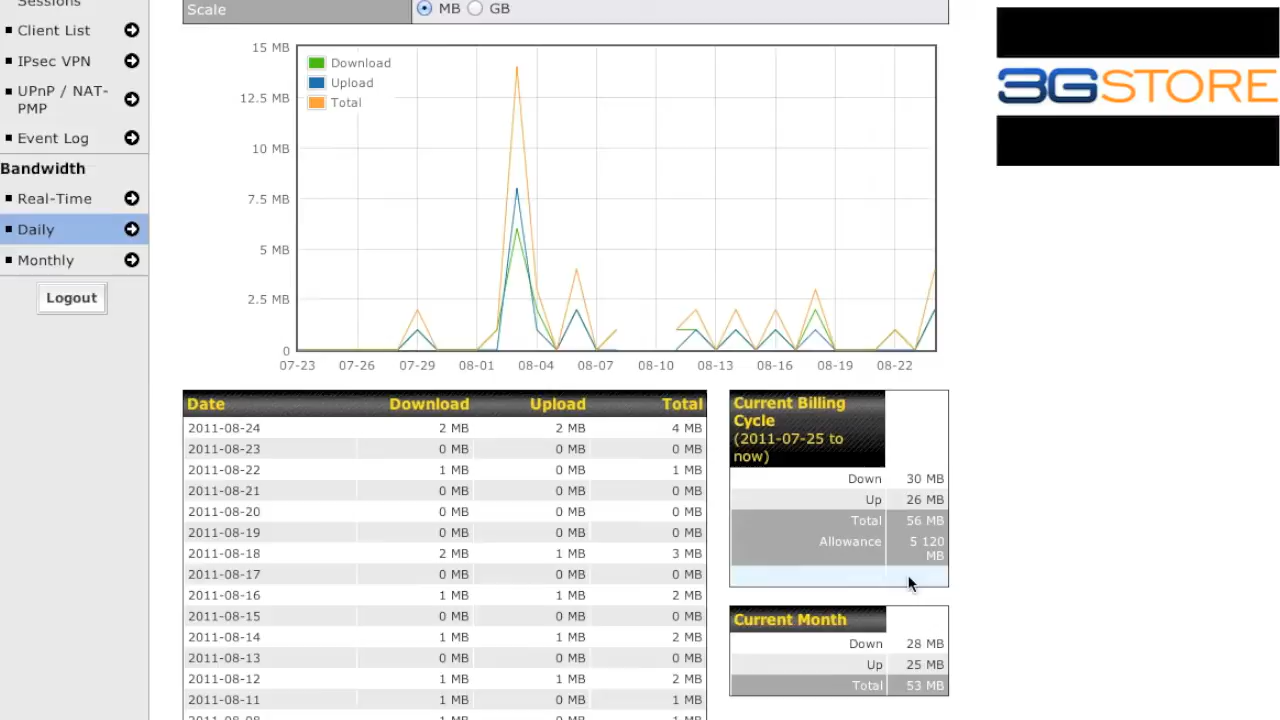 Sessions
Client List
IPsec VPN
UPnP / NAT-
PMP
Event Log
Bandwidth
Real-Time
Daily
Monthly
Logout
Scale MB GB
15 MB
12.5 MB
10 MB
7.5 MB
5 MB
2.5 MB
0
Download
Upload
Total
07-23 07-26 07-29 08-01 08-04 08-07 08-10 08-13 08-16 08-19 08-22
Date Download Upload Total
2011-08-24 2 MB 2 MB 4 MB
2011-08-23 0 MB 0 MB 0 MB
2011-08-22 1 MB 0 MB 1 MB
2011-08-21 0 MB 0 MB 0 MB
2011-08-20 0 MB 0 MB 0 MB
2011-08-19 0 MB 0 MB 0 MB
2011-08-18 2 MB 1 MB 3 MB
2011-08-17 0 MB 0 MB 0 MB
2011-08-16 1 MB 1 MB 2 MB
2011-08-15 0 MB 0 MB 0 MB
2011-08-14 1 MB 1 MB 2 MB
2011-08-13 0 MB 0 MB 0 MB
2011-08-12 1 MB 1 MB 2 MB
2011-08-11 1 MB 0 MB 1 MB
2011-08-08 1 MB 0 MB 1 MB
Current Billing
Cycle
(2011-07-25 to
now)
Down 30 MB
Up 26 MB
Total 56 MB
Allowance 5 120
MB
Current Month
Down 28 MB
Up 25 MB
Total 53 MB
3GSTORE